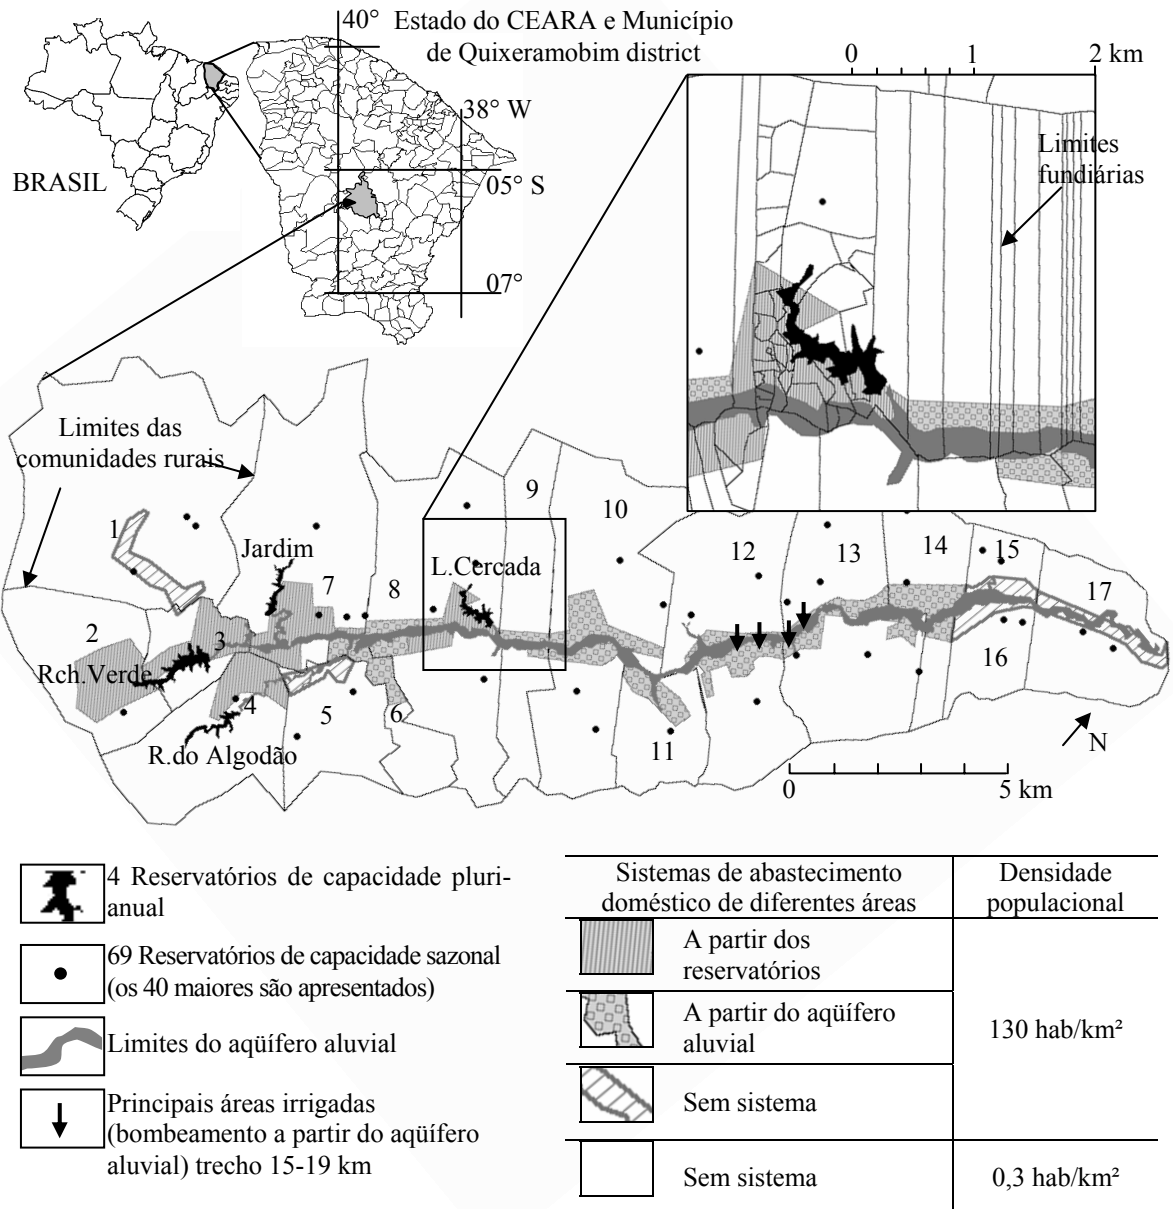 40°
Estado do CEARA e Município
de Quixeramobim district
38° W
BRASIL
05° S
07°
0 1 2 km
Limites
fundiárias
Limites das
comunidades rurais
1
2
3
4
5
6
7
8
9
10
11
12
13
14
15
16
17
Jardim
L.Cercada
Rch.Verde
R.do Algodão
N
0 5 km
4 Reservatórios de capacidade pluri-
anual
69 Reservatórios de capacidade sazonal
(os 40 maiores são apresentados)
Limites do aqüífero aluvial
Principais áreas irrigadas
(bombeamento a partir do aqüífero
aluvial) trecho 15-19 km
Sistemas de abastecimento
doméstico de diferentes áreas
Densidade
populacional
A partir dos
reservatórios
A partir do aqüífero
aluvial
130 hab/km²
Sem sistema
Sem sistema
0,3 hab/km²